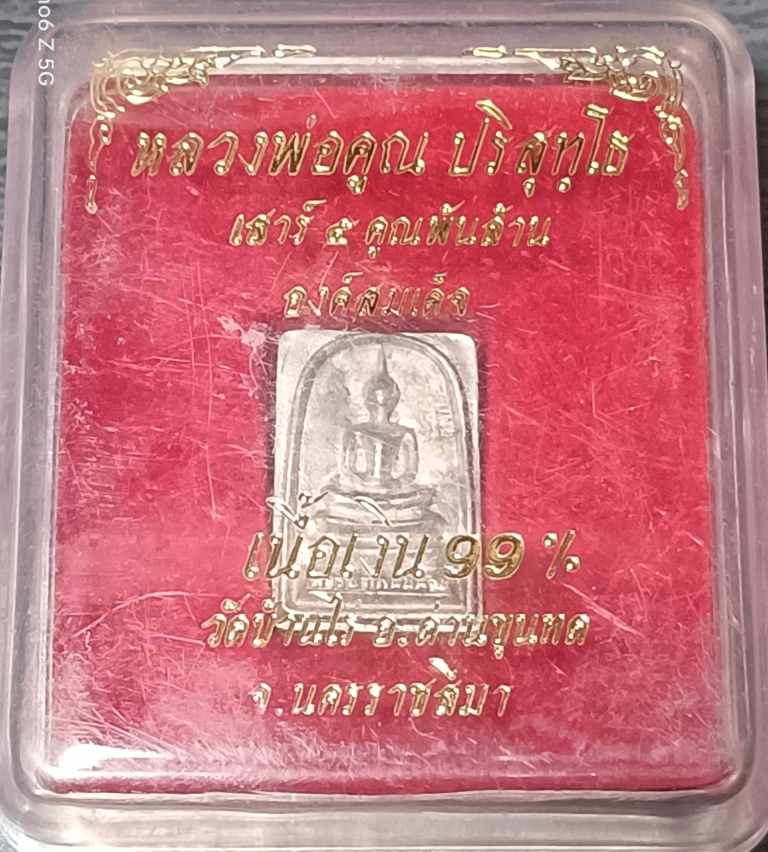 หลวงพ่อคูณ ปริสุทฺโธ
เสาร์ ๕ คูณพันล้าน
องค์สมเด็จ
เนื้อเงิน 99 %
วัดบ้านไร่ อ.ด่านขุนทด
จ.นครราชสีมา
Z 5G